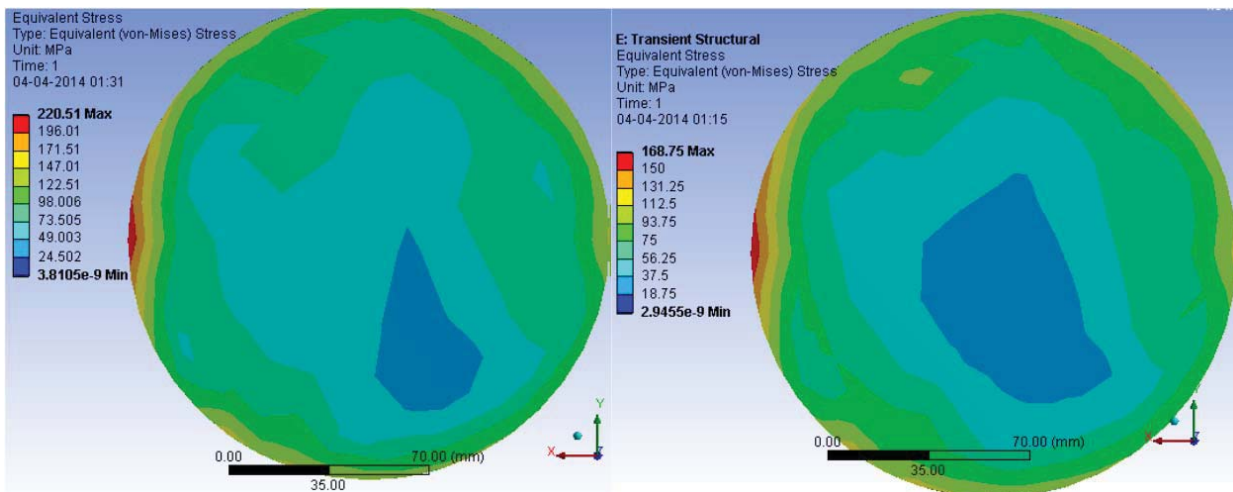 Equivalent Stress
Type: Equivalent (von-Mises) Stress
Unit: MPa
Time: 1
04-04-2014 01:31
220.51 Max
196.01
171.51
147.01
122.51
98.006
73.505
49.003
24.502
3.8105e-9 Min
0.00
70.00 (mm)
35.00
Y
X
Z
E: Transient Structural
Equivalent Stress
Type: Equivalent (von-Mises) Stress
Unit: MPa
Time: 1
04-04-2014 01:15
168.75 Max
150
131.25
112.5
93.75
75
56.25
37.5
18.75
2.9455e-9 Min
0.00
70.00 (mm)
35.00
Y
X
Z